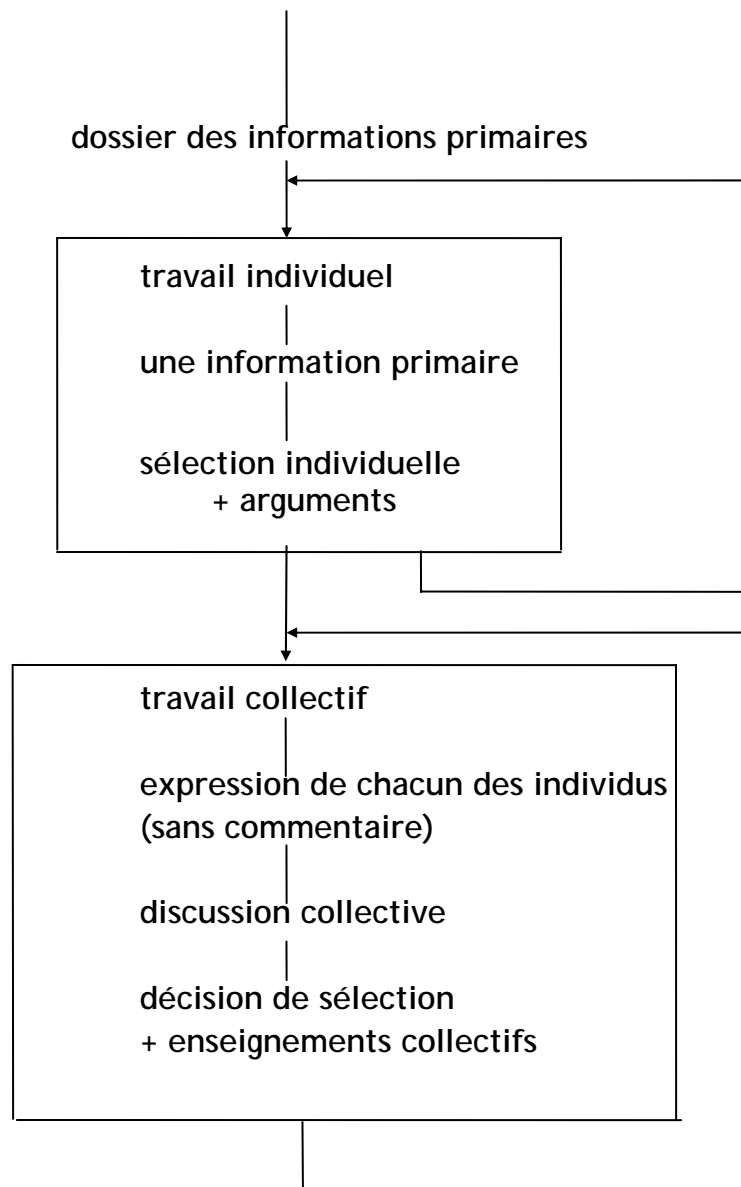 dossier des informations primaires
travail individuel
une information primaire
sélection individuelle
+ arguments
travail collectif
expression de chacun des individus
(sans commentaire)
discussion collective
décision de sélection
+ enseignements collectifs